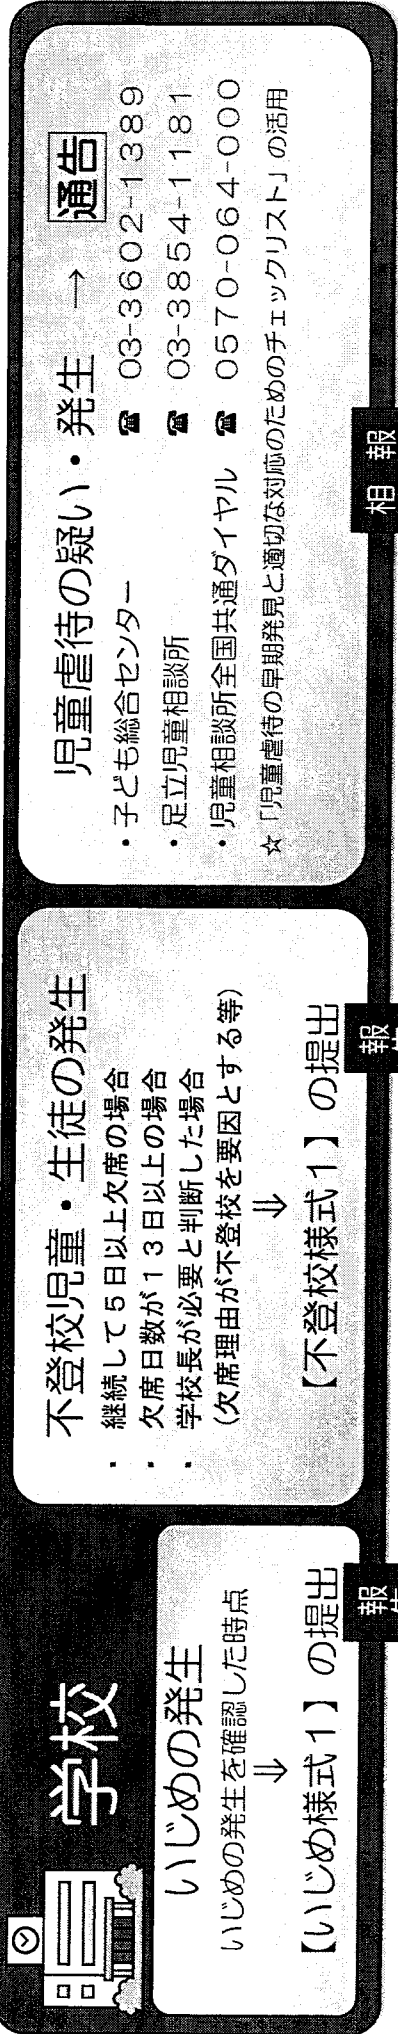 学校
いじめの発生
いじめの発生を確認した時点
⇓
【いじめ様式１】の提出
報
不登校児童・生徒の発生
・ 継続して５日以上欠席の場合
・ 欠席日数が１３日以上の場合
・ 学校長が必要と判断した場合
（欠席理由が不登校を要因とする等）
⇓
【不登校様式１】の提出
報
児童虐待の疑い・発生 → 通告
・子ども総合センター ☎ 03-3602-1389
・足立児童相談所 ☎ 03-3854-1181
・児童相談所全国共通ダイヤル ☎ 0570-064-000
☆「児童虐待の早期発見と適切な対応のためのチェックリスト」の活用
相 報